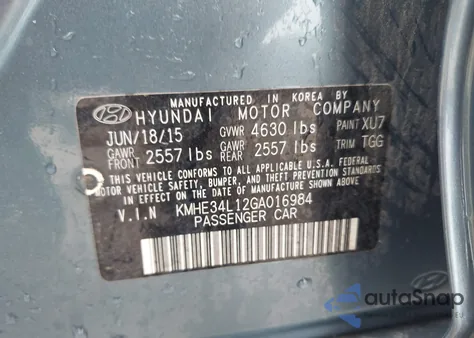 MANUFACTURED IN KOREA BY
HYUNDAI MOTOR COMPANY
JUN/18/15 GVWR 4630 lbs PAINT XU7
GAWR FRONT 2557 lbs GAWR REAR 2557 lbs TRIM TGG
THIS VEHICLE CONFORMS TO ALL APPLICABLE U.S.A. FEDERAL
MOTOR VEHICLE SAFETY, BUMPER, AND THEFT PREVENTION STANDARDS
IN EFFECT ON THE DATE OF MANUFACTURE SHOWN ABOVE.
V.I.N KMHE34L12GA016984
PASSENGER CAR
autoSnap